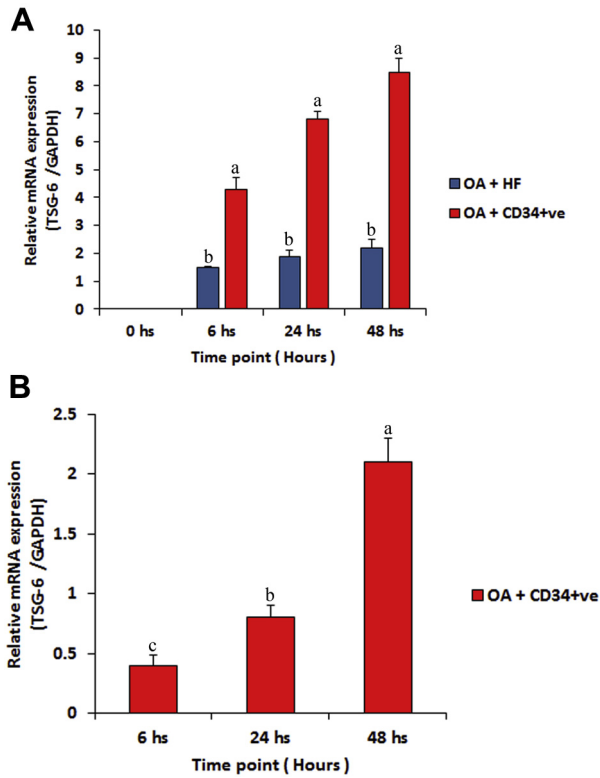 A
Relative mRNA expression
(TSG-6 /GAPDH)
10
9
8
7
6
5
4
3
2
1
0
b
a
b
a
b
a
0 hs
6 hs
24 hs
48 hs
Time point ( Hours )
OA + HF
OA + CD34+ve
B
Relative mRNA expression
(TSG-6 /GAPDH)
2.5
2
1.5
1
0.5
0
c
b
a
6 hs
24 hs
48 hs
Time point ( Hours )
OA + CD34+ve